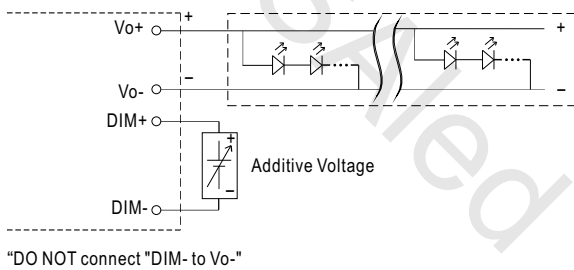 Vo+
+
+
−
Vo-
−
DIM+
+
Additive Voltage
−
DIM-
“DO NOT connect "DIM- to Vo-"